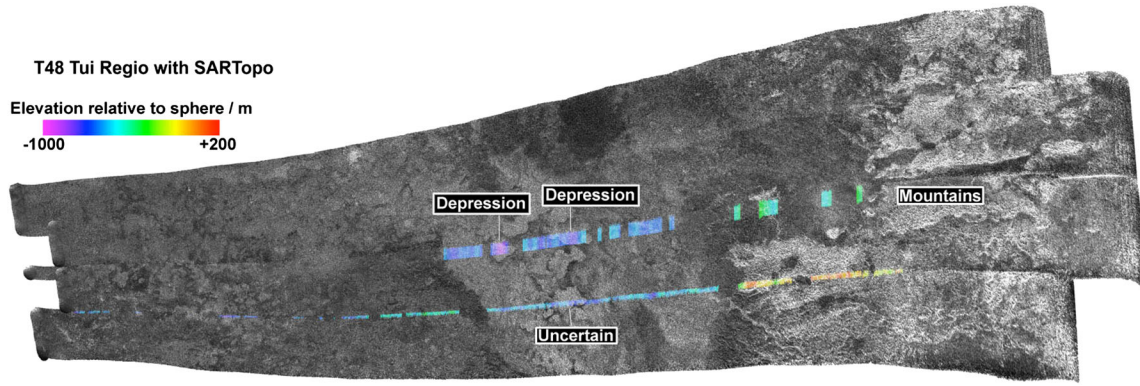 T48 Tui Regio with SARTopo
Elevation relative to sphere / m
-1000 +200
Depression
Depression
Mountains
Uncertain